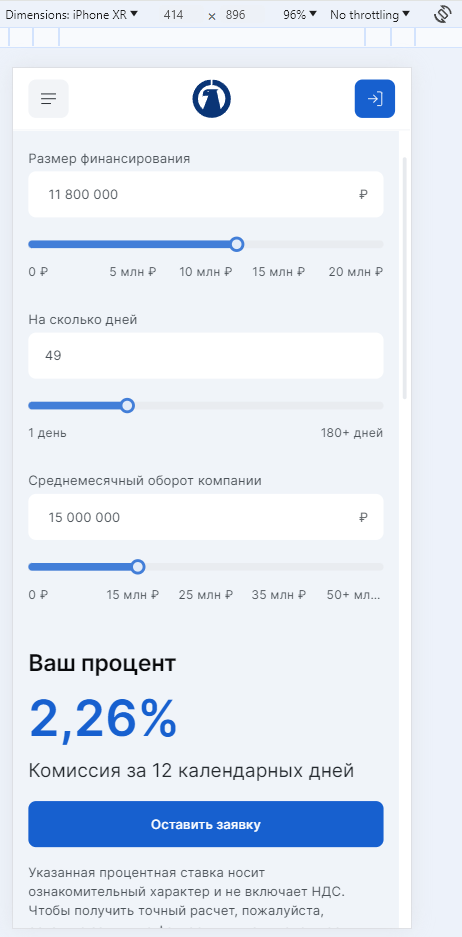 Dimensions: iPhone XR 414 × 896 96% No throttling
Размер финансирования
11 800 000 ₽
0 ₽ 5 млн ₽ 10 млн ₽ 15 млн ₽ 20 млн ₽
На сколько дней
49
1 день 180+ дней
Среднемесячный оборот компании
15 000 000 ₽
0 ₽ 15 млн ₽ 25 млн ₽ 35 млн ₽ 50+ мл...
Ваш процент
2,26%
Комиссия за 12 календарных дней
Оставить заявку
Указанная процентная ставка носит
ознакомительный характер и не включает НДС.
Чтобы получить точный расчет, пожалуйста,